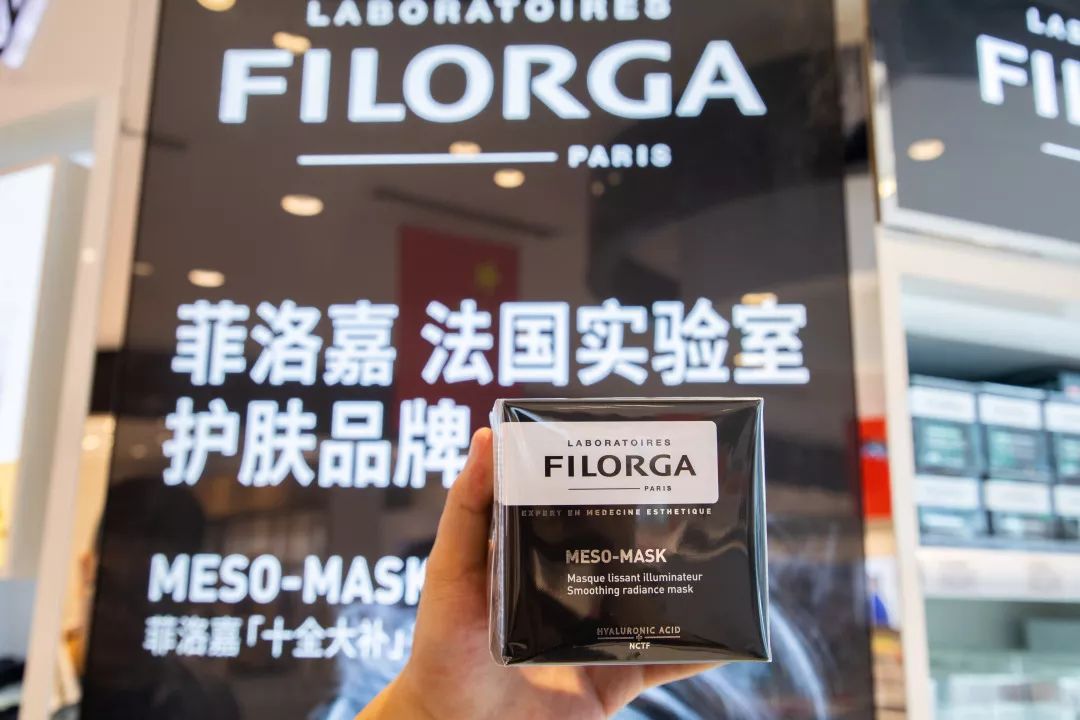 LABORATOIRES
FILORGA
PARIS
菲洛嘉 法国实验室
护肤品牌
MESO-MASK
菲洛嘉「十全大补」
LABORATOIRES
FILORGA
PARIS
EXPERT EN MEDECINE ESTHETIQUE
MESO-MASK
Masque lissant illuminateur
Smoothing radiance mask
HYALURONIC ACID
NCTF
LABO
FIL